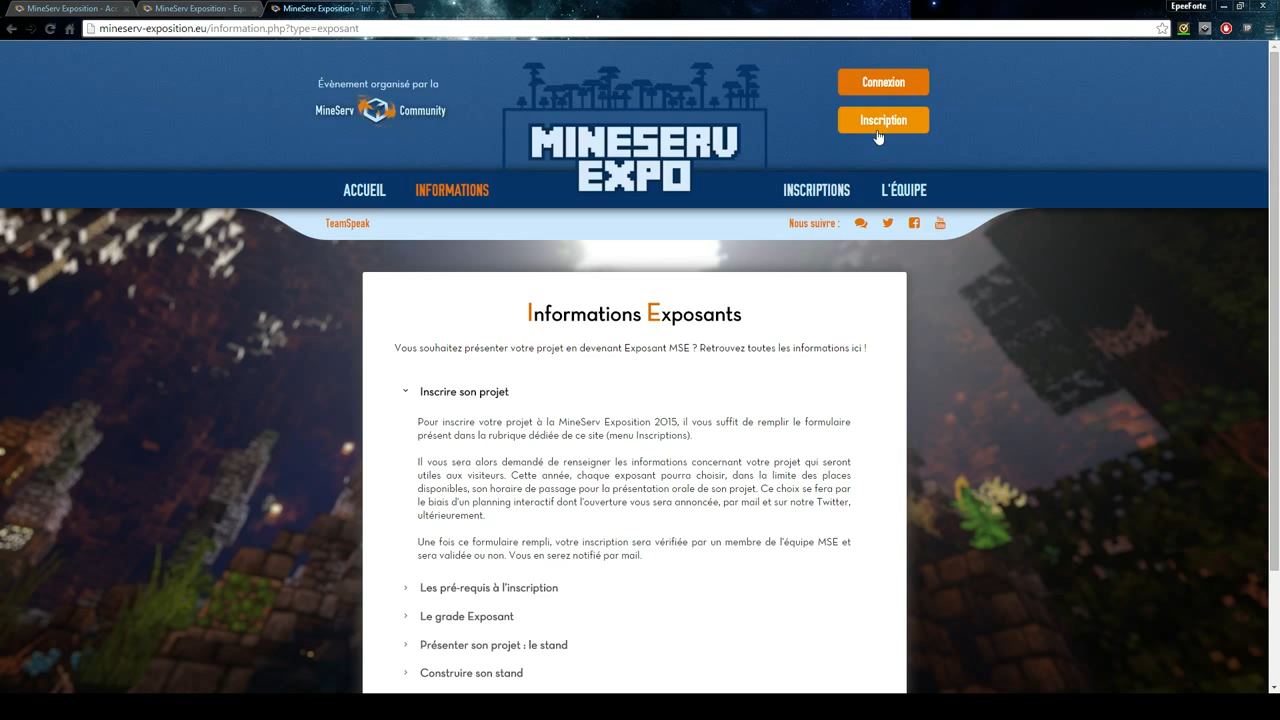 MineServ Exposition - Acc
MineServ Exposition - Equ
MineServ Exposition - Info
EpeeForte
mineserv-exposition.eu/information.php?type=exposant
Évènement organisé par la
MineServ Community
MINESERV
EXPO
Connexion
Inscription
ACCUEIL
INFORMATIONS
INSCRIPTIONS
L'ÉQUIPE
TeamSpeak
Nous suivre :
Informations Exposants
Vous souhaitez présenter votre projet en devenant Exposant MSE ? Retrouvez toutes les informations ici !
Inscrire son projet
Pour inscrire votre projet à la MineServ Exposition 2015, il vous suffit de remplir le formulaire
présent dans la rubrique dédiée de ce site (menu Inscriptions).
Il vous sera alors demandé de renseigner les informations concernant votre projet qui seront
utiles aux visiteurs. Cette année, chaque exposant pourra choisir, dans la limite des places
disponibles, son horaire de passage pour la présentation orale de son projet. Ce choix se fera par
le biais d'un planning interactif dont l'ouverture vous sera annoncée, par mail et sur notre Twitter,
ultérieurement.
Une fois ce formulaire rempli, votre inscription sera vérifiée par un membre de l'équipe MSE et
sera validée ou non. Vous en serez notifié par mail.
Les pré-requis à l'inscription
Le grade Exposant
Présenter son projet : le stand
Construire son stand